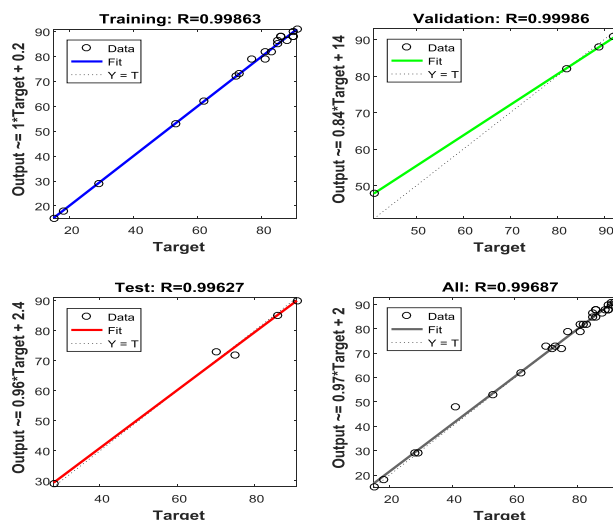 Training: R=0.99863
Output ~= 1*Target + 0.2
90
80
70
60
50
40
30
20
Data
Fit
Y = T
20
40
60
80
Target
Validation: R=0.99986
Output ~= 0.84*Target + 14
90
80
70
60
50
Data
Fit
Y = T
50
60
70
80
90
Target
Test: R=0.99627
Output ~= 0.96*Target + 2.4
90
80
70
60
50
40
30
Data
Fit
Y = T
40
60
80
Target
All: R=0.99687
Output ~= 0.97*Target + 2
90
80
70
60
50
40
30
20
Data
Fit
Y = T
20
40
60
80
Target